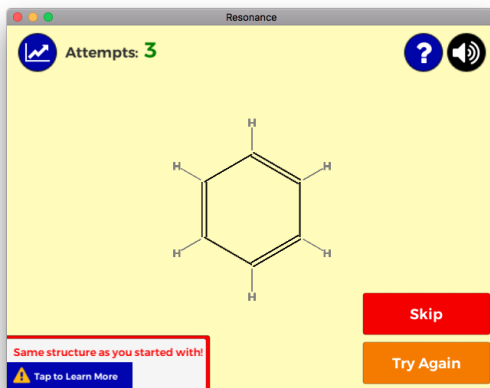 Resonance
Attempts: 3
?
H
H
H
H
H
H
Skip
Same structure as you started with!
Try Again
Tap to Learn More